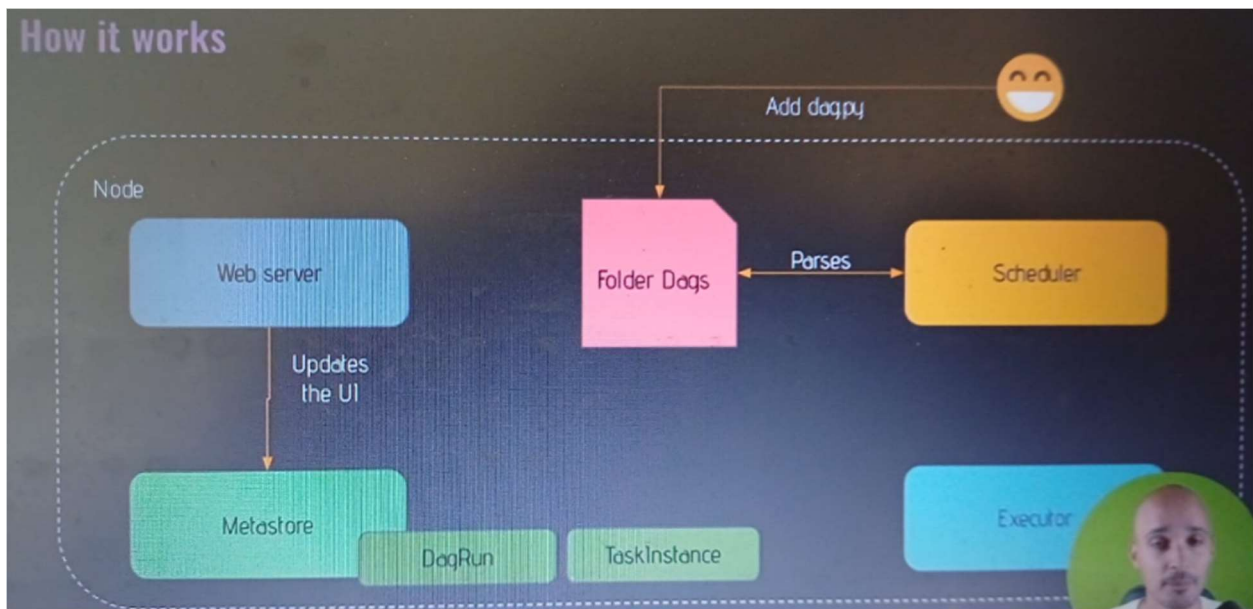 How it works
Add dag.py
Node
Web server
Folder Dags
Parses
Scheduler
Updates
the UI
Metastore
DagRun
TaskInstance
Executor